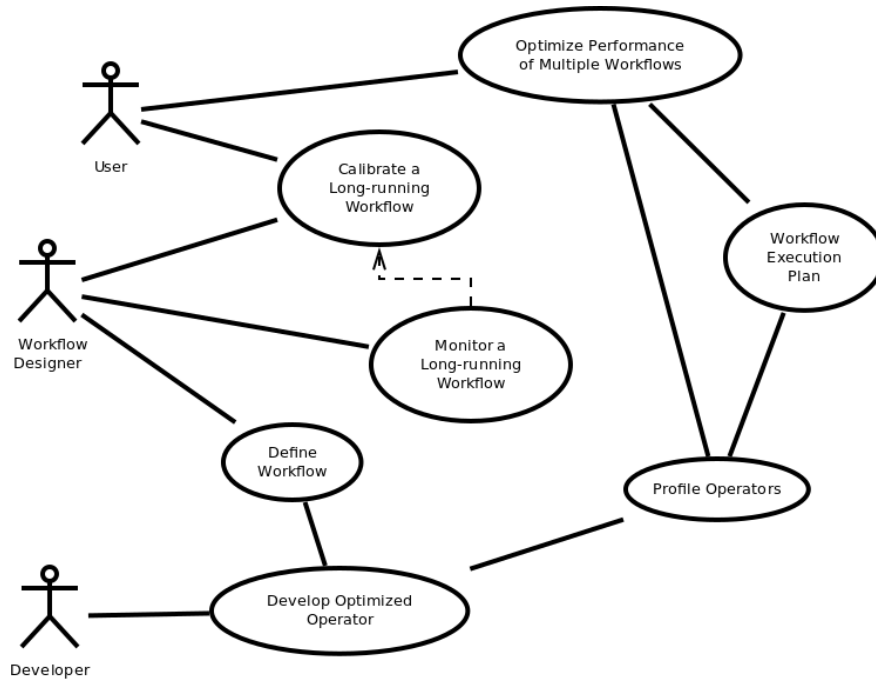 Optimize Performance
of Multiple Workflows
User
Calibrate a
Long-running
Workflow
Workflow
Execution
Plan
Workflow
Designer
Monitor a
Long-running
Workflow
Define
Workflow
Profile Operators
Develop Optimized
Operator
Developer